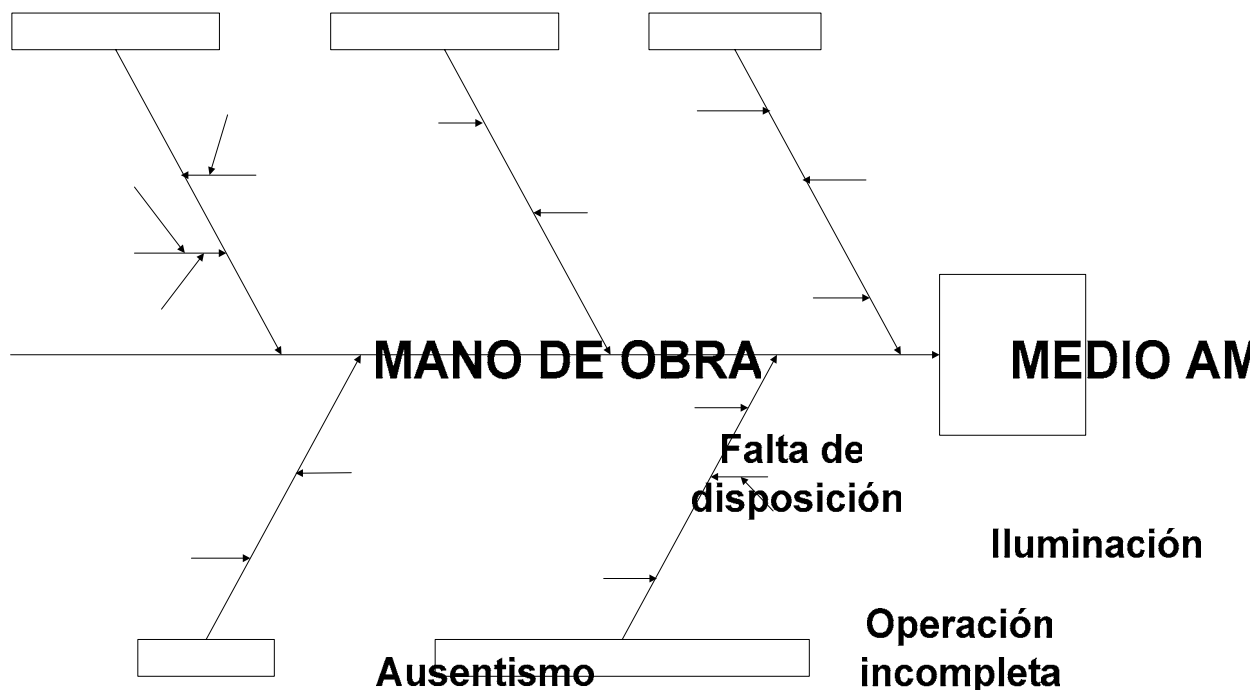 MANO DE OBRA
MEDIO AM
Falta de
disposición
Iluminación
Operación
incompleta
Ausentismo